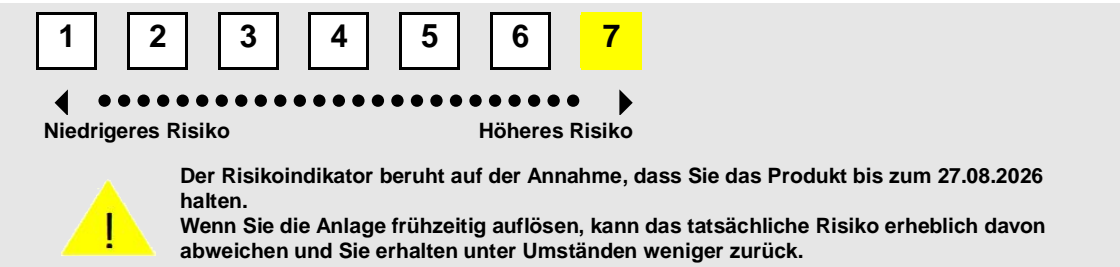 1 2 3 4 5 6 7
Niedrigeres Risiko Höheres Risiko
Der Risikoindikator beruht auf der Annahme, dass Sie das Produkt bis zum 27.08.2026
halten.
Wenn Sie die Anlage frühzeitig auflösen, kann das tatsächliche Risiko erheblich davon
abweichen und Sie erhalten unter Umständen weniger zurück.
!